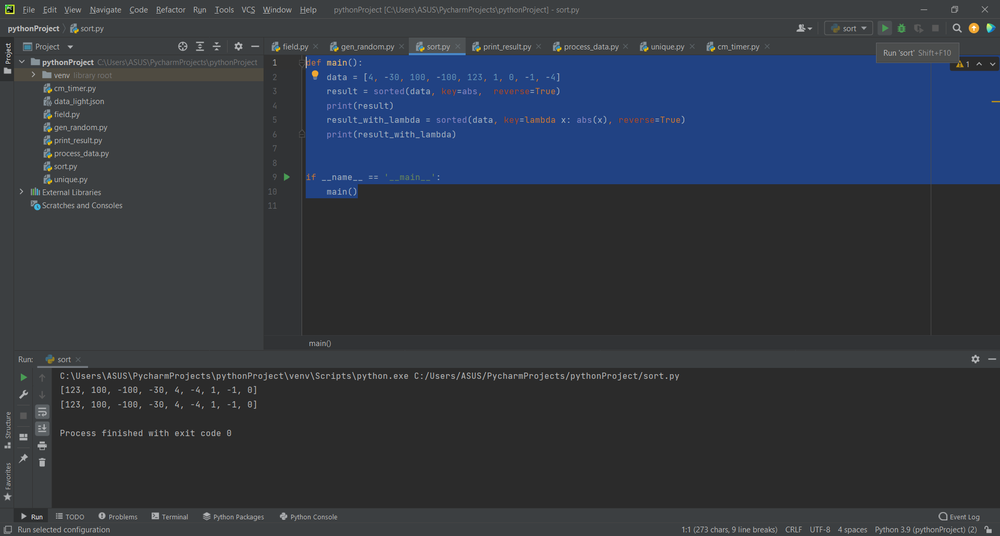 PC File Edit View Navigate Code Refactor Run Tools VCS Window Help pythonProject [C:\Users\ASUS\PycharmProjects\pythonProject] - sort.py
pythonProject sort.py sort
Project
Project
field.py gen_random.py sort.py print_result.py process_data.py unique.py cm_timer.py
Run 'sort' Shift+F10
1
pythonProject C:\Users\ASUS\PycharmProjects\pythonProject
venv library root
cm_timer.py
data_light.json
field.py
gen_random.py
print_result.py
process_data.py
sort.py
unique.py
External Libraries
Scratches and Consoles
1 def main():
2     data = [4, -30, 100, -100, 123, 1, 0, -1, -4]
3     result = sorted(data, key=abs,  reverse=True)
4     print(result)
5     result_with_lambda = sorted(data, key=lambda x: abs(x), reverse=True)
6     print(result_with_lambda)
7
8
9 if __name__ == '__main__':
10     main()
11
main()
Run: sort
C:\Users\ASUS\PycharmProjects\pythonProject\venv\Scripts\python.exe C:/Users/ASUS/PycharmProjects/pythonProject/sort.py
[123, 100, -100, -30, 4, -4, 1, -1, 0]
[123, 100, -100, -30, 4, -4, 1, -1, 0]
Process finished with exit code 0
Structure
Favorites
Run TODO Problems Terminal Python Packages Python Console Event Log
Run selected configuration 1:1 (273 chars, 9 line breaks) CRLF UTF-8 4 spaces Python 3.9 (pythonProject) (2)